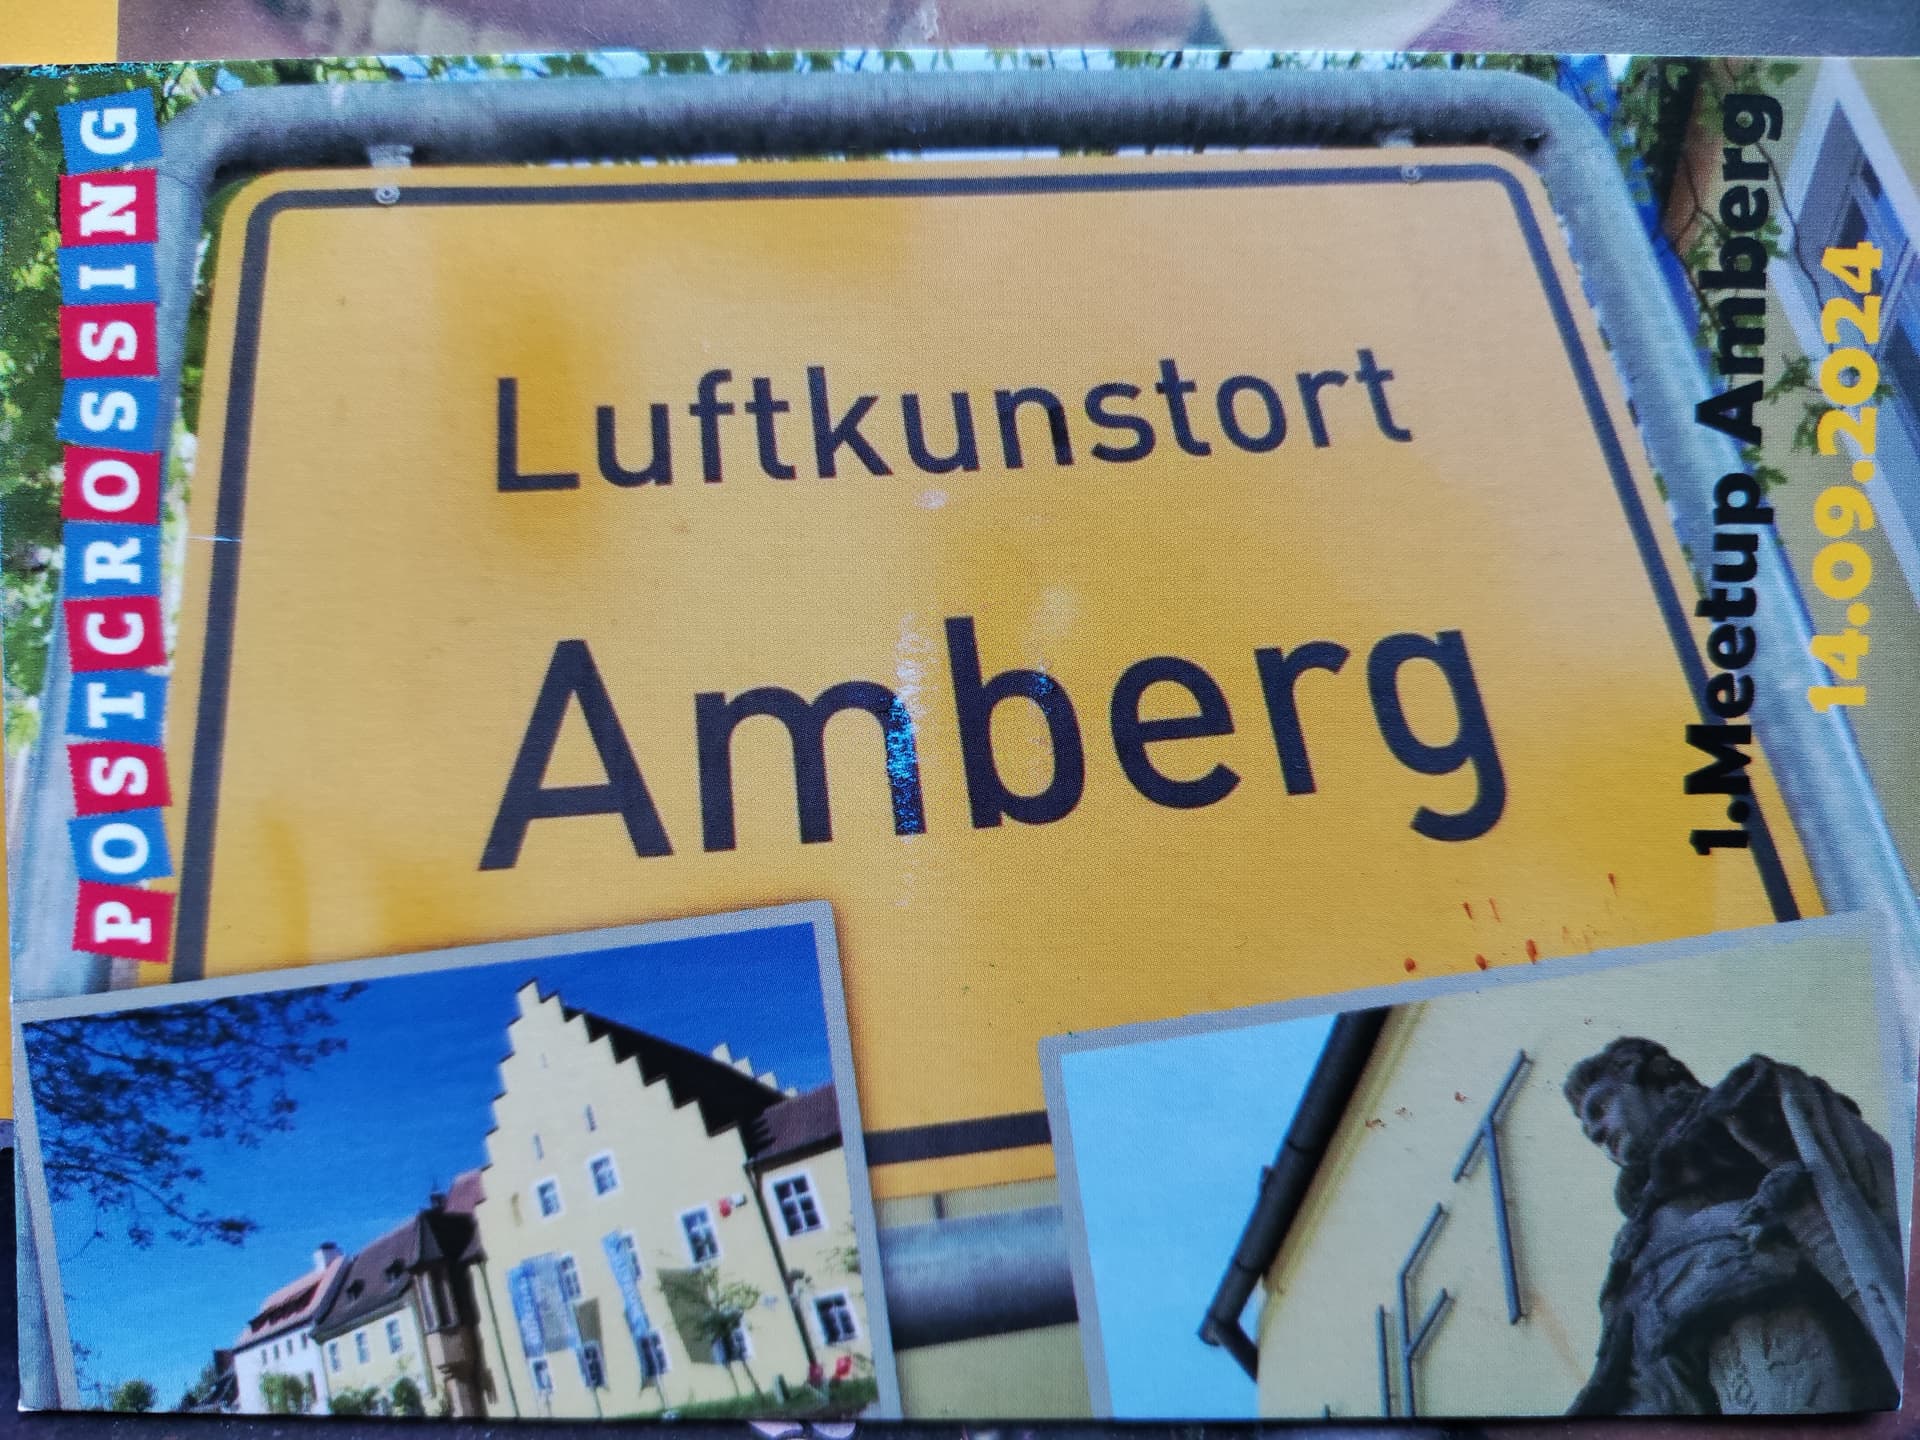 POSTCROSSING
Luftkunstort
Amberg
1.Meetup Amberg
14.09.2024